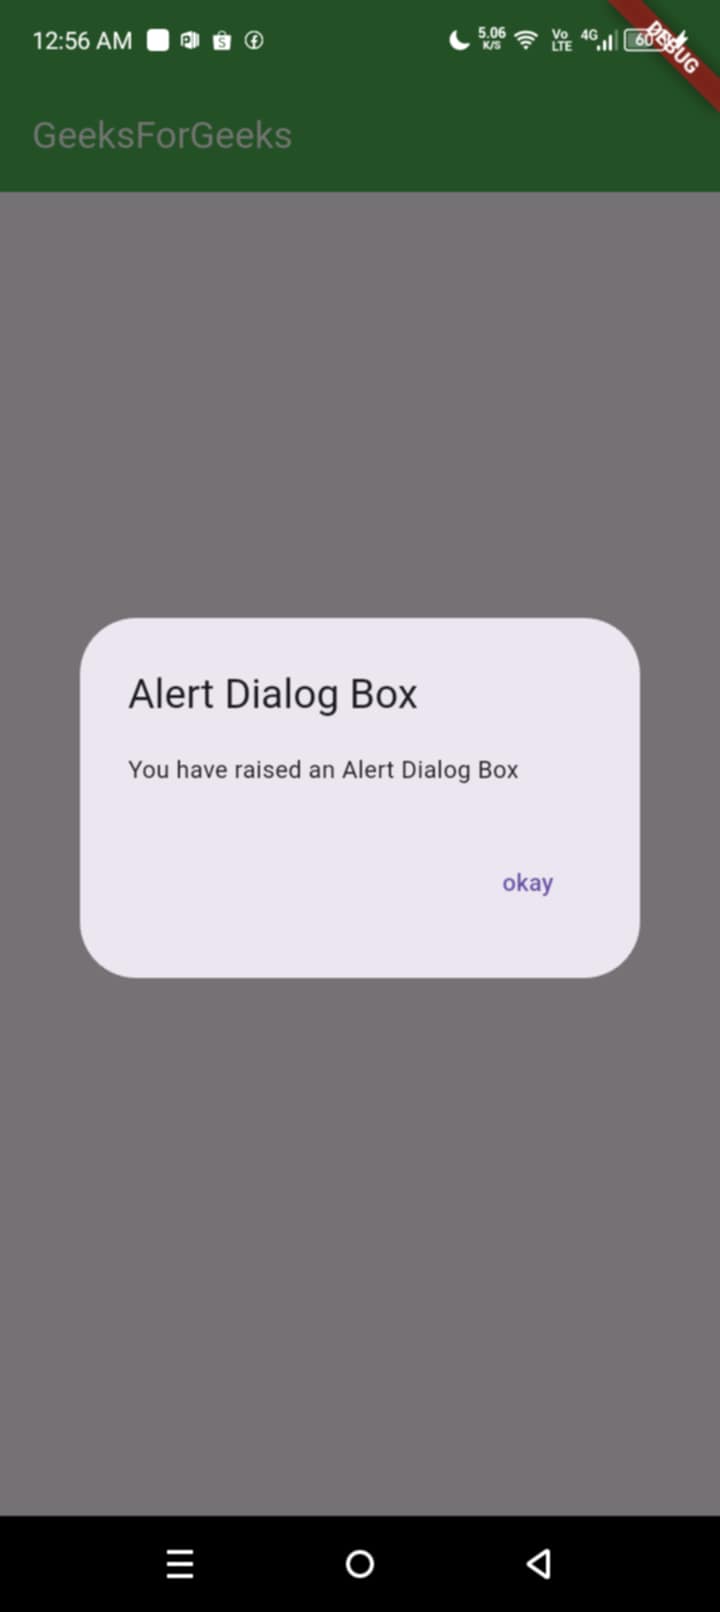 12:56 AM 5.06 K/S Vo LTE 4G 60 DEBUG
GeeksForGeeks
Alert Dialog Box
You have raised an Alert Dialog Box
okay